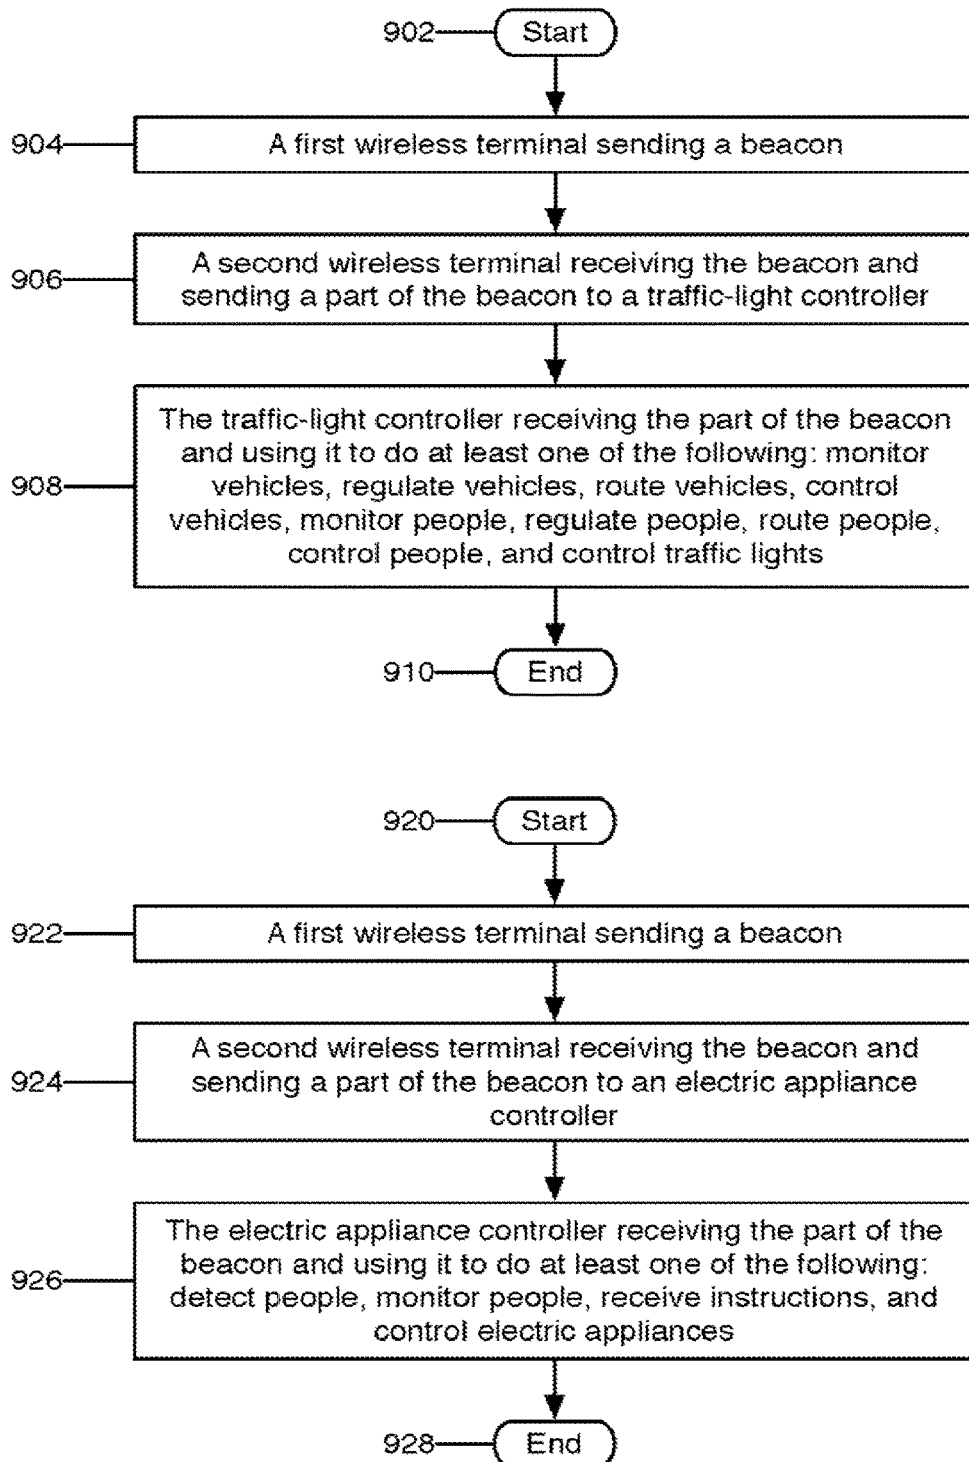 902 Start
904 A first wireless terminal sending a beacon
A second wireless terminal receiving the beacon and
906
sending a part of the beacon to a traffic-light controller
The traffic-light controller receiving the part of the beacon
and using it to do at least one of the following: monitor
908 vehicles, regulate vehicles, route vehicles, control
vehicles, monitor people, regulate people, route people,
control people, and control traffic lights
910 End
920 Start
922 A first wireless terminal sending a beacon
A second wireless terminal receiving the beacon and
924 sending a part of the beacon to an electric appliance
controller
The electric appliance controller receiving the part of the
beacon and using it to do at least one of the following:
926
detect people, monitor people, receive instructions, and
control electric appliances
928 End